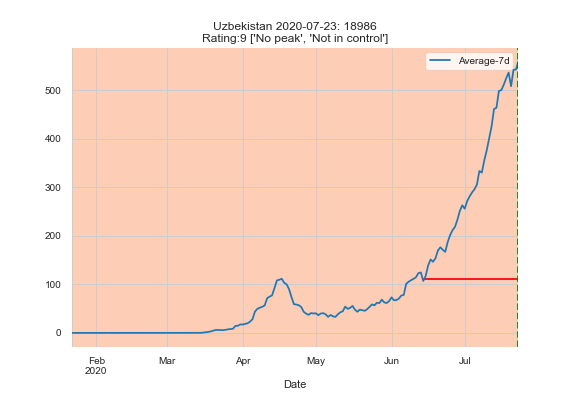 Uzbekistan 2020-07-23: 18986
Rating:9 ['No peak', 'Not in control']
Average-7d
500
400
300
200
100
0
Feb
2020
Mar
Apr
May
Jun
Jul
Date